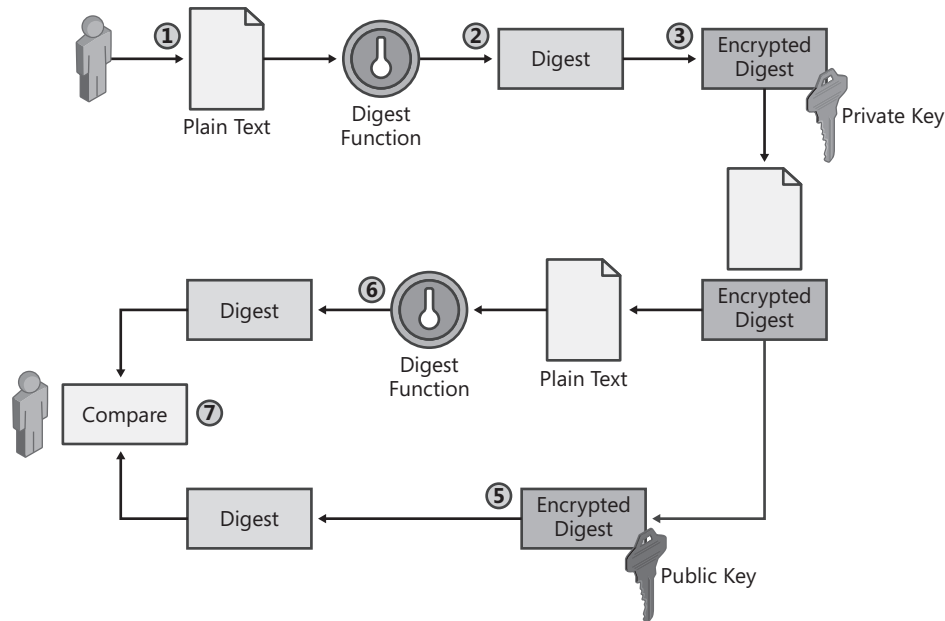 1
2
3
Digest
Encrypted
Digest
Private Key
Plain Text
Digest
Function
6
Digest
Encrypted
Digest
Digest
Function
Plain Text
Compare
7
5
Digest
Encrypted
Digest
Public Key